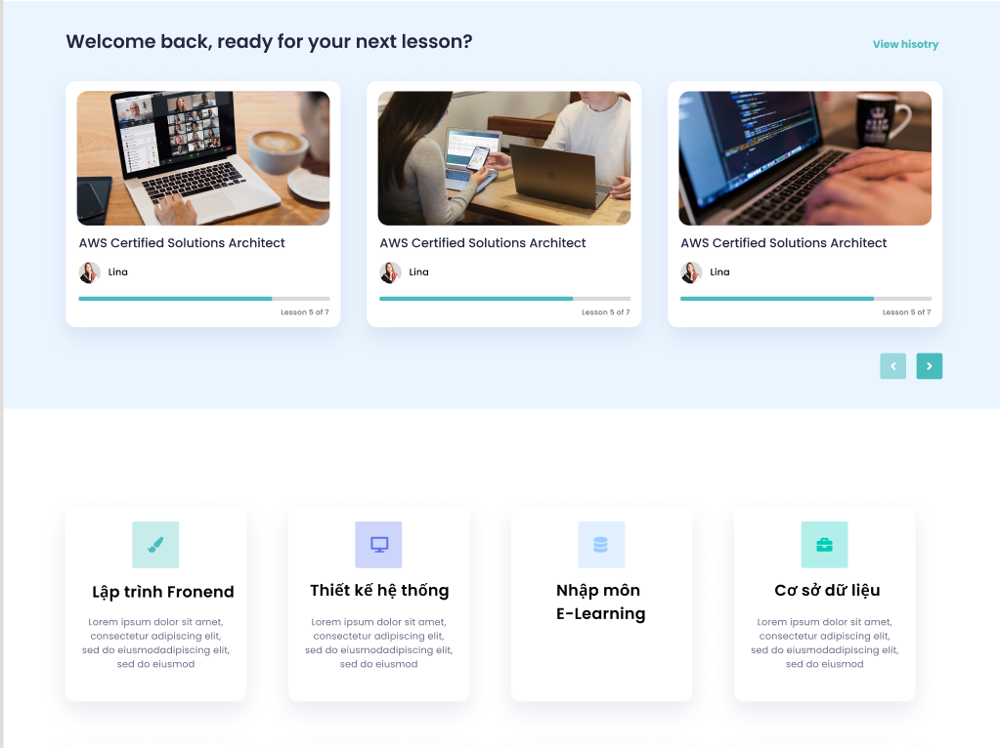 Welcome back, ready for your next lesson?
View hisotry
AWS Certified Solutions Architect
Lina
Lesson 5 of 7
AWS Certified Solutions Architect
Lina
Lesson 5 of 7
KEEP
AWS Certified Solutions Architect
Lina
Lesson 5 of 7
Lập trình Fronend
Lorem ipsum dolor sit amet,
consectetur adipiscing elit,
sed do eiusmodadipiscing elit,
sed do eiusmod
Thiết kế hệ thống
Lorem ipsum dolor sit amet,
consectetur adipiscing elit,
sed do eiusmodadipiscing elit,
sed do eiusmod
Nhập môn
E-Learning
Cơ sở dữ liệu
Lorem ipsum dolor sit amet,
consectetur adipiscing elit,
sed do eiusmodadipiscing elit,
sed do eiusmod